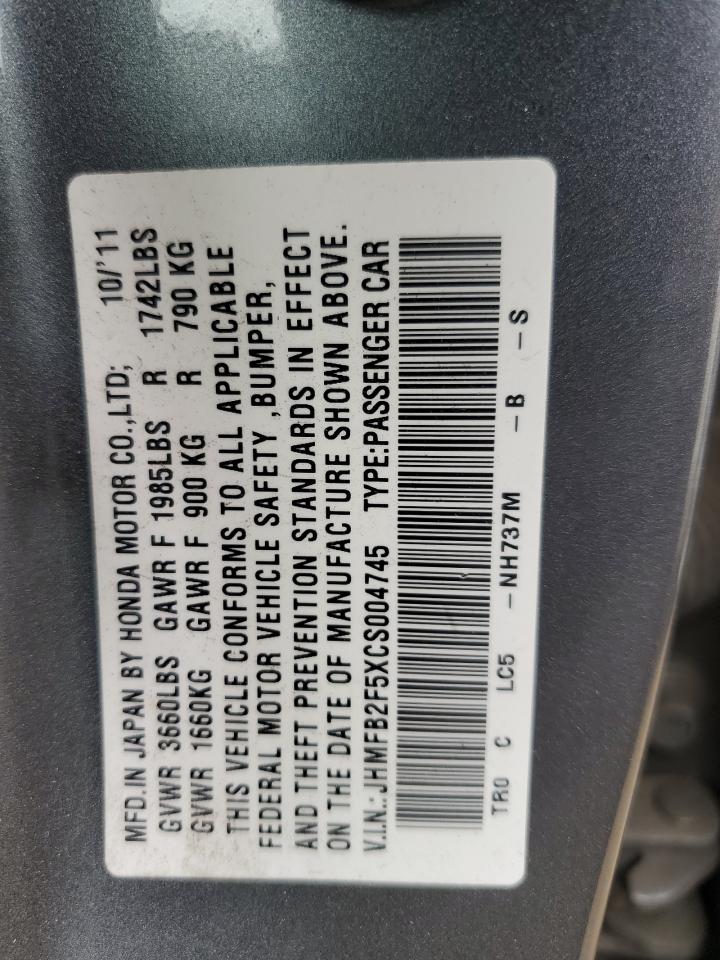 MFD.IN JAPAN BY HONDA MOTOR CO.,LTD; 10/'11
GVWR 3660LBS GAWR F 1985LBS R 1742LBS
GVWR 1660KG GAWR F 900 KG R 790 KG
THIS VEHICLE CONFORMS TO ALL APPLICABLE
FEDERAL MOTOR VEHICLE SAFETY ,BUMPER,
AND THEFT PREVENTION STANDARDS IN EFFECT
ON THE DATE OF MANUFACTURE SHOWN ABOVE.
V.I.N.:JHMFB2F5XCS004745 TYPE:PASSENGER CAR
TR0 C LC5 -NH737M -B -S